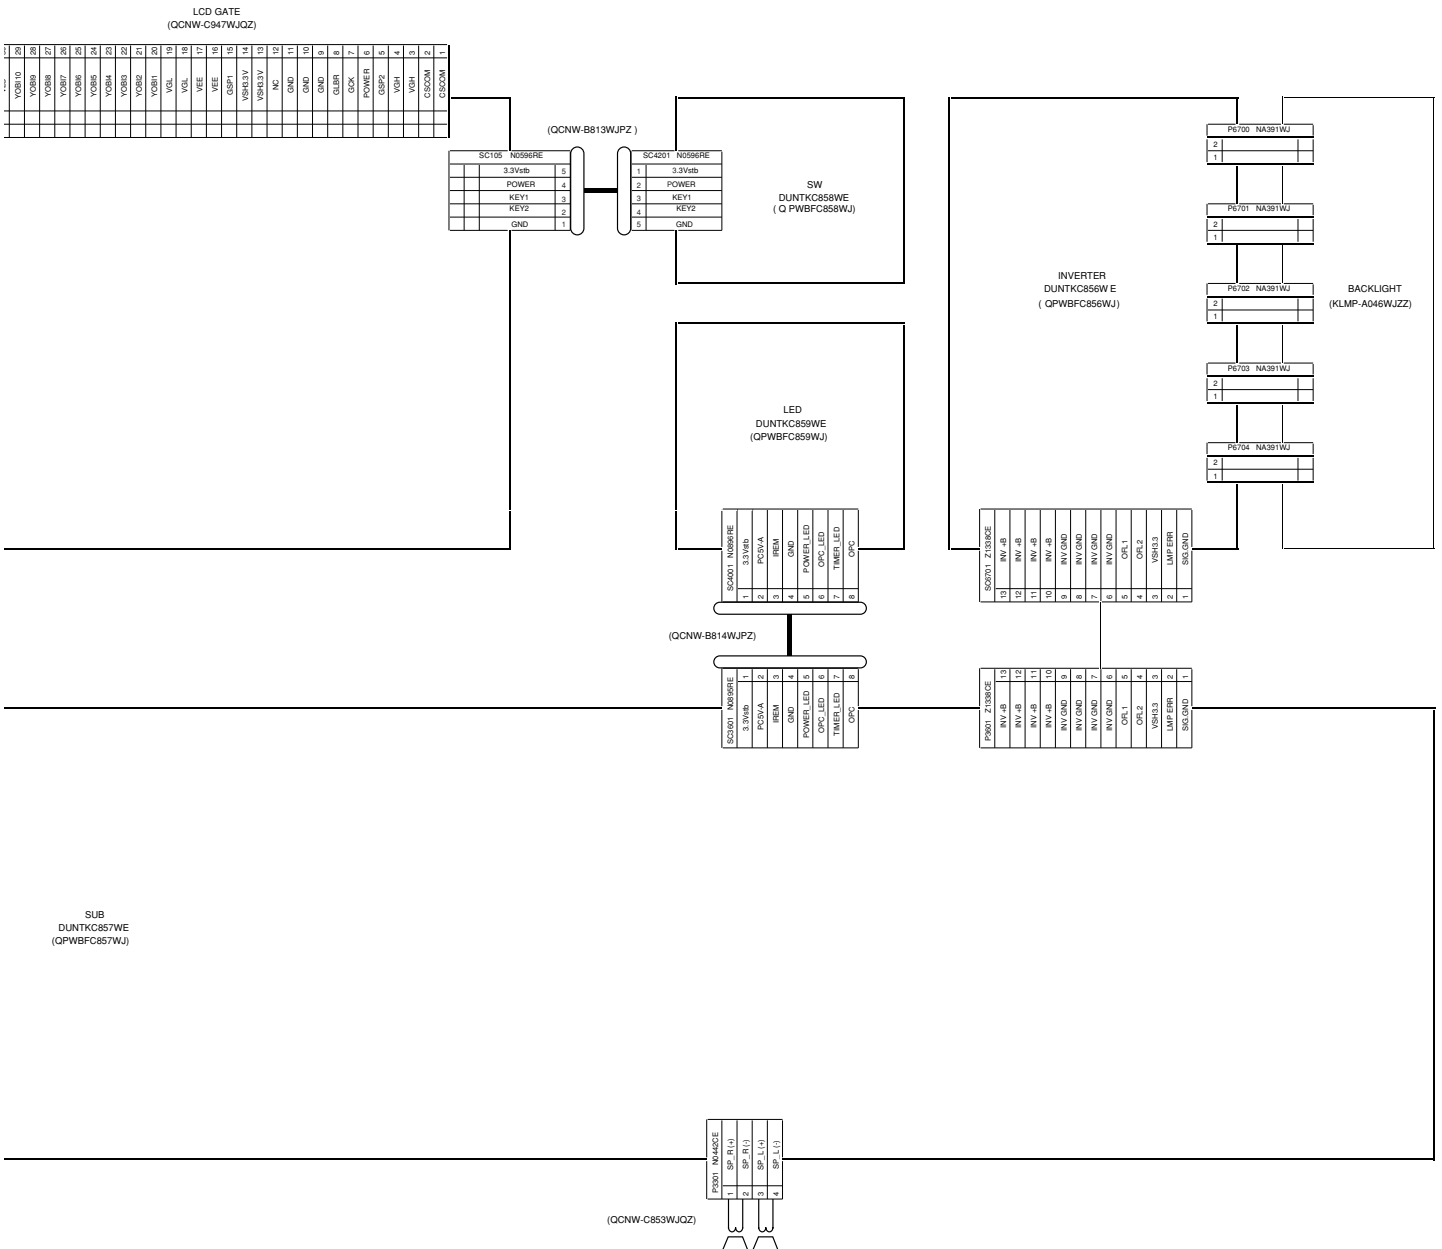 LCD GATE
(QCNW-C947WJQZ)
29 YOBI10
28 YOBI9
27 YOBI8
26 YOBI7
25 YOBI6
24 YOBI5
23 YOBI4
22 YOBI3
21 YOBI2
20 YOBI1
19 VGL
18 VGL
17 VEE
16 VEE
15 GSP1
14 VSH3.3V
13 VSH3.3V
12 NC
11 GND
10 GND
9 GND
8 GLBR
7 GCK
6 POWER
5 GSP2
4 VGH
3 VGH
2 CSCOM
1 CSCOM
(QCNW-B813WJPZ )
SC105 N0596RE
3.3Vstb 5
POWER 4
KEY1 3
KEY2 2
GND 1
SC4201 N0596RE
1 3.3Vstb
2 POWER
3 KEY1
4 KEY2
5 GND
SW
DUNTKC858WE
( Q PWBFC858WJ)
LED
DUNTKC859WE
(QPWBFC859WJ)
INVERTER
DUNTKC856W E
( QPWBFC856WJ)
P6700 NA391WJ
2
1
P6701 NA391WJ
2
1
P6702 NA391WJ
2
1
P6703 NA391WJ
2
1
P6704 NA391WJ
2
1
BACKLIGHT
(KLMP-A046WJZZ)
SC4001 N0896RE
1 3.3Vstb
2 PC5V-A
3 IREM
4 GND
5 POWER_LED
6 OPC_LED
7 TIMER_LED
8 OPC
SC6701 Z1338CE
13 INV +B
12 INV +B
11 INV +B
10 INV +B
9 INV GND
8 INV GND
7 INV GND
6 INV GND
5 OFL1
4 OFL2
3 VSH3.3
2 LMP ERR
1 SIG.GND
(QCNW-B814WJPZ)
SC3601 N0895RE
1 3.3Vstb
2 PC5V-A
3 IREM
4 GND
5 POWER_LED
6 OPC_LED
7 TIMER_LED
8 OPC
P3601 Z1338CE
13 INV +B
12 INV +B
11 INV +B
10 INV +B
9 INV GND
8 INV GND
7 INV GND
6 INV GND
5 OFL1
4 OFL2
3 VSH3.3
2 LMP ERR
1 SIG.GND
SUB
DUNTKC857WE
(QPWBFC857WJ)
P3301 N0442CE
1 SP_R (+)
2 SP_R (-)
3 SP_L (+)
4 SP_L (-)
(QCNW-C853WJQZ)